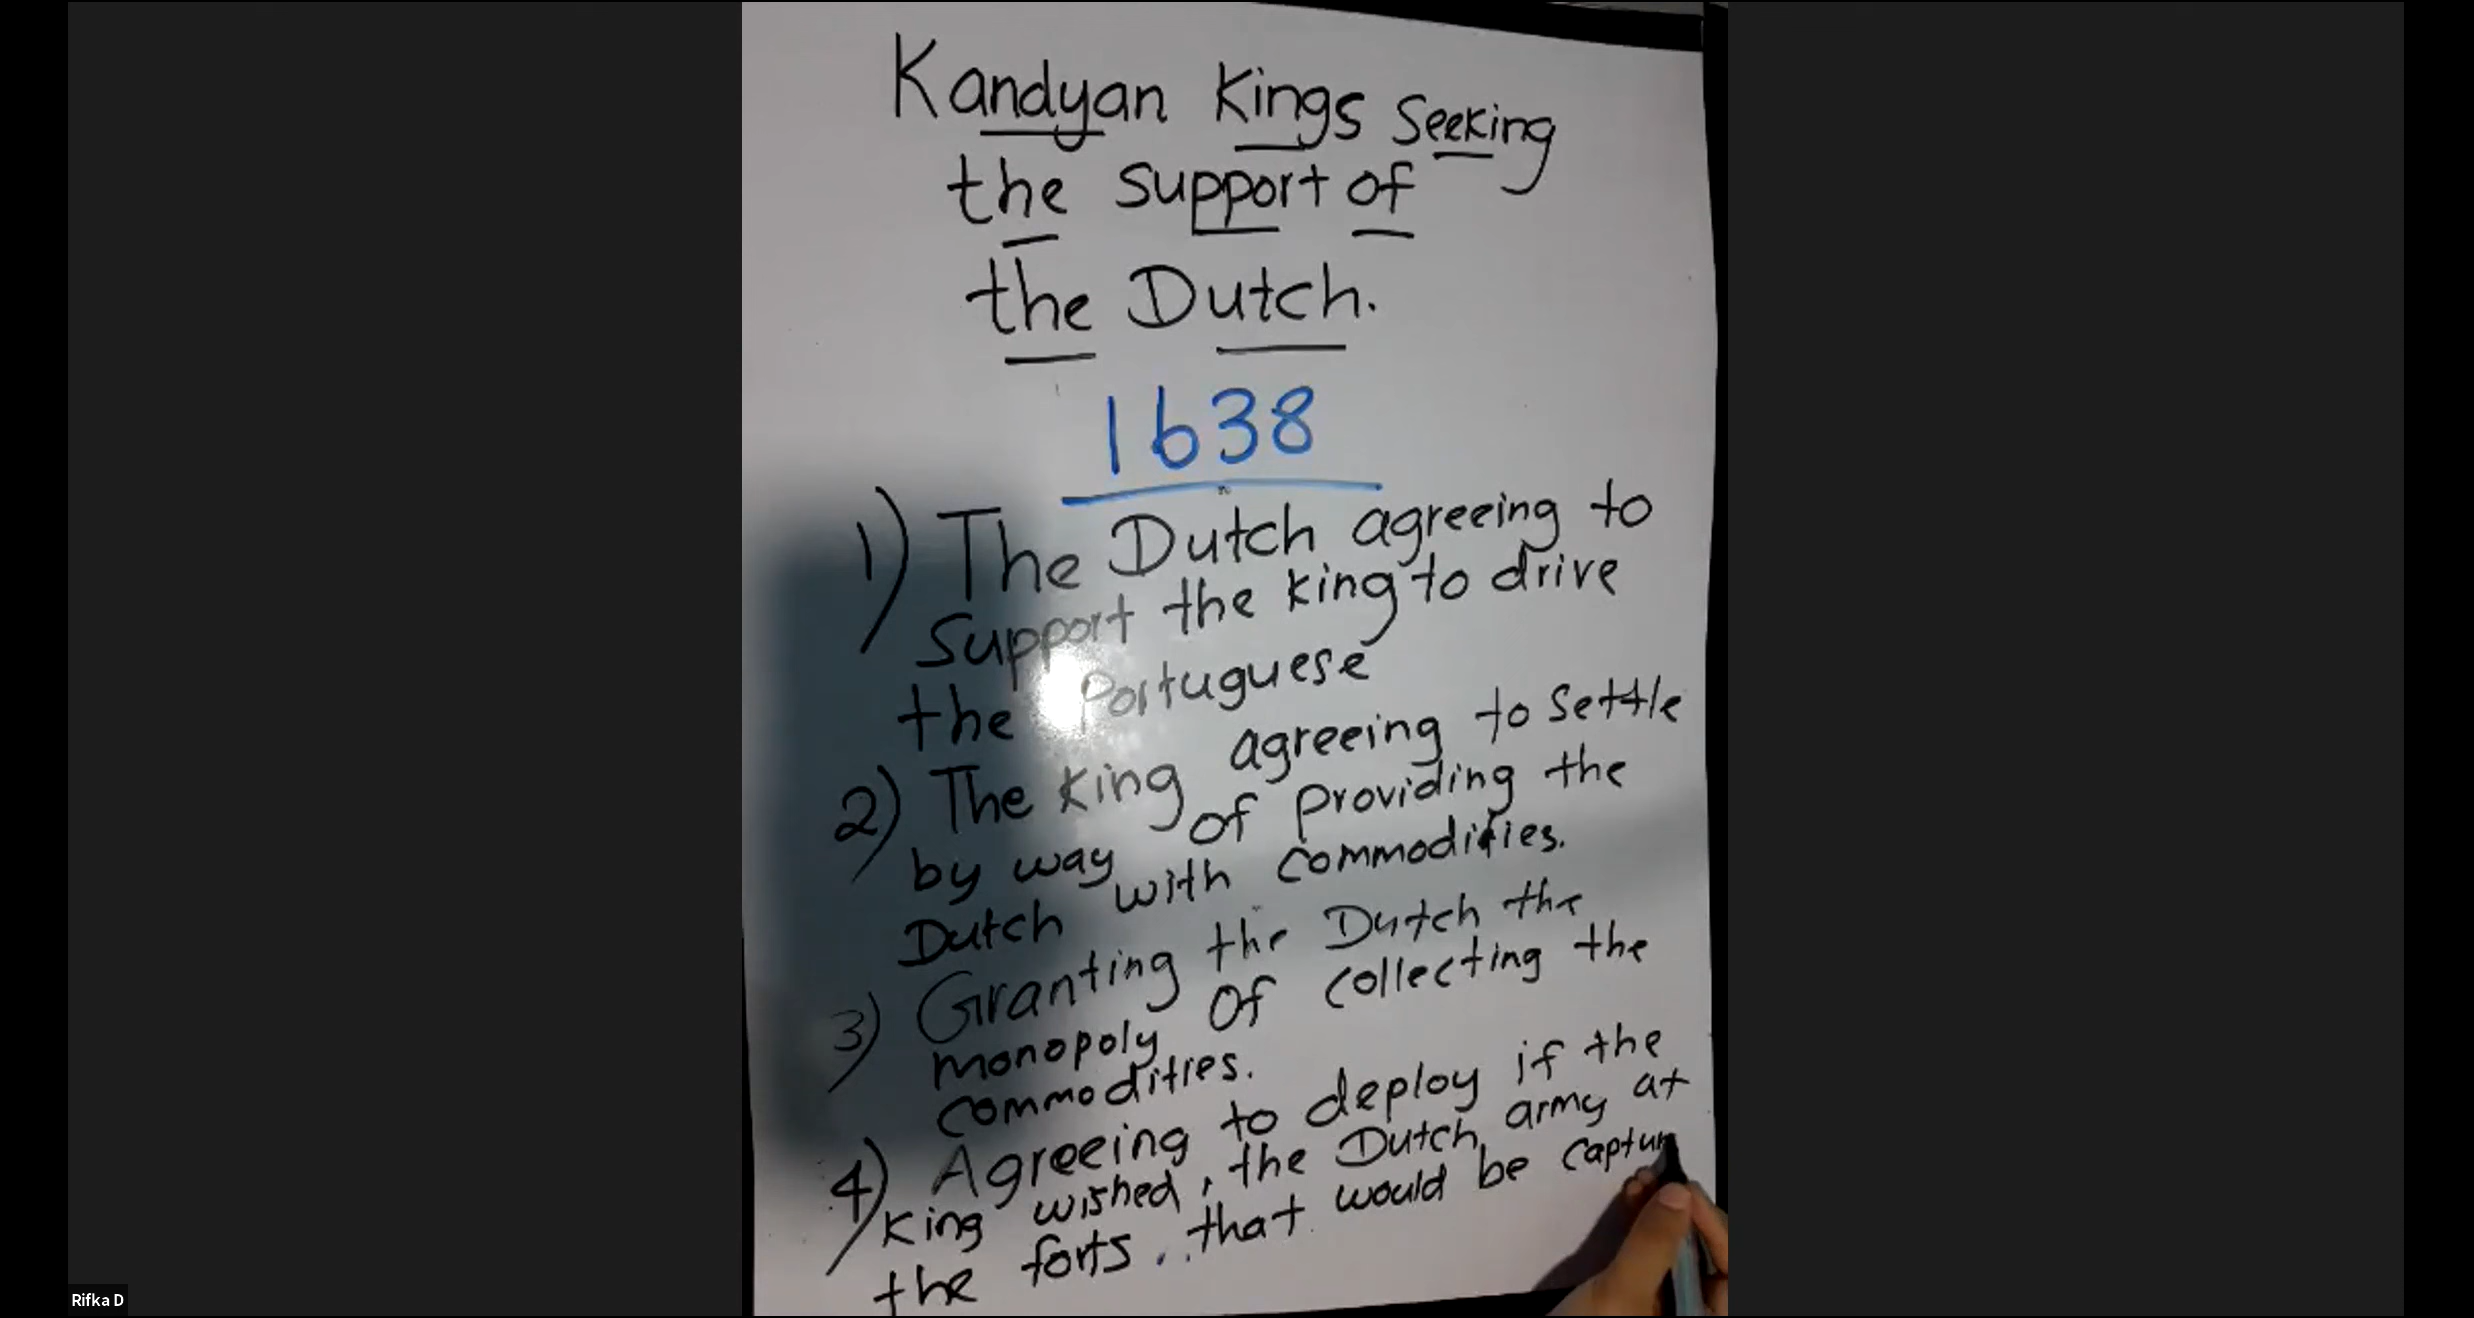 Kandyan Kings Seeking
the support of
the Dutch.
1638
1) The Dutch agreeing to
Support the King to drive
the Portuguese
2) The King agreeing to Settle
by way of Providing the
Dutch with commodities.
3) Granting the Dutch the
monopoly of collecting the
commodities.
4) Agreeing to deploy if the
King wished, the Dutch army at
the forts.. that would be captur
Rifka D